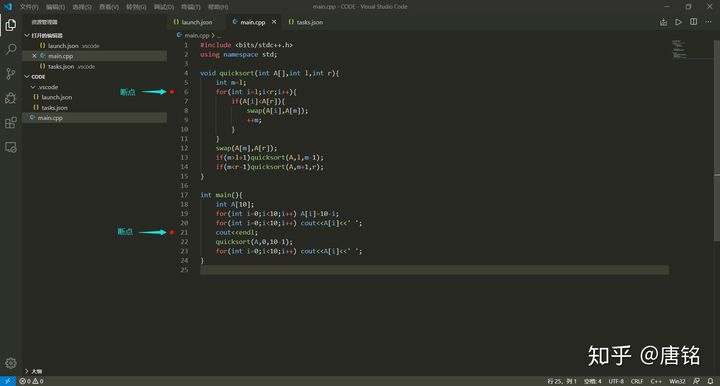 文件(F) 编辑(E) 选择(S) 查看(V) 转到(G) 调试(D) 终端(T) 帮助(H) main.cpp - CODE - Visual Studio Code
资源管理器 launch.json main.cpp tasks.json
打开的编辑器 main.cpp > ...
launch.json .vscode
main.cpp
tasks.json .vscode
CODE
.vscode
launch.json
tasks.json
main.cpp
断点
断点
1 #include <bits/stdc++.h>
2 using namespace std;
3
4 void quicksort(int A[],int l,int r){
5 int m=l;
6 for(int i=l;i<r;i++){
7 if(A[i]<A[r]){
8 swap(A[i],A[m]);
9 ++m;
10 }
11 }
12 swap(A[m],A[r]);
13 if(m>l+1)quicksort(A,l,m-1);
14 if(m<r-1)quicksort(A,m+1,r);
15 }
16
17 int main(){
18 int A[10];
19 for(int i=0;i<10;i++) A[i]=10-i;
20 for(int i=0;i<10;i++) cout<<A[i]<<' ';
21 cout<<endl;
22 quicksort(A,0,10-1);
23 for(int i=0;i<10;i++) cout<<A[i]<<' ';
24 }
25
知乎 @唐铭
大纲
0 0 行 25，列 1 空格: 4 UTF-8 CRLF C++ Win32